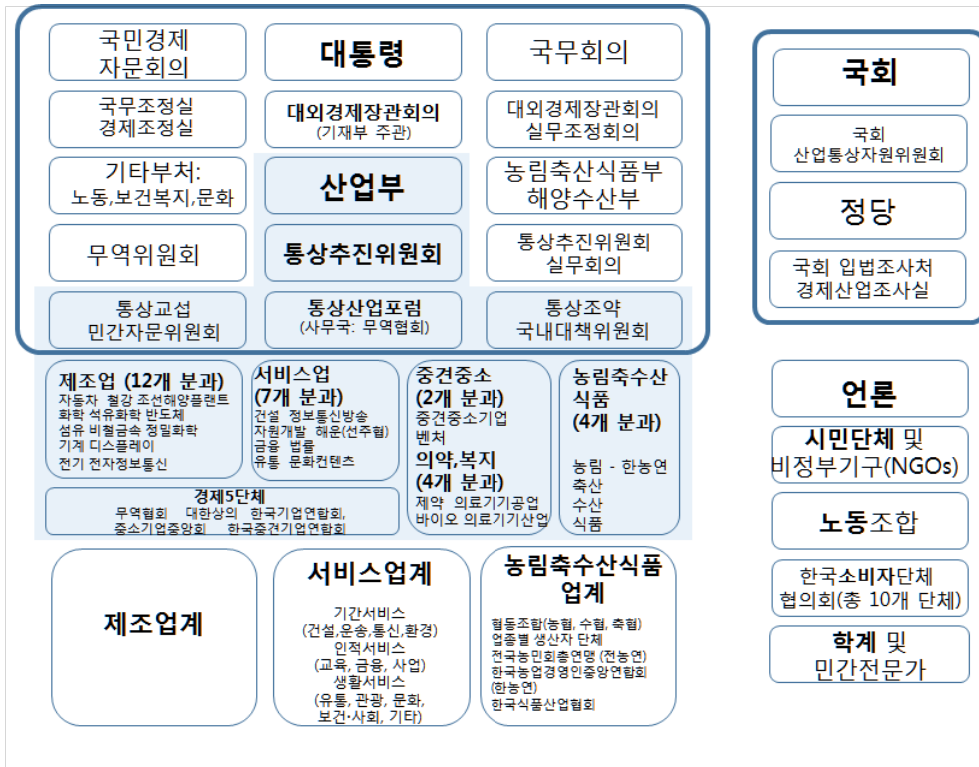 국민경제
자문회의
대통령
국무회의
국무조정실
경제조정실
대외경제장관회의
(기재부 주관)
대외경제장관회의
실무조정회의
기타부처:
노동,보건복지,문화
산업부
농림축산식품부
해양수산부
무역위원회
통상추진위원회
통상추진위원회
실무회의
통상교섭
민간자문위원회
통상산업포럼
(사무국: 무역협회)
통상조약
국내대책위원회
제조업 (12개 분과)
자동차 철강 조선해양플랜트
화학 석유화학 반도체
섬유 비철금속 정밀화학
기계 디스플레이
전기 전자정보통신
서비스업
(7개 분과)
건설 정보통신방송
자원개발 해운(선주협)
금융 법률
유통 문화컨텐츠
중견중소
(2개 분과)
중견중소기업
벤처
의약,복지
(4개 분과)
제약 의료기기공업
바이오 의료기기산업
농림축수산
식품
(4개 분과)
농림 - 한농연
축산
수산
식품
경제5단체
무역협회 대한상의 한국기업연합회,
중소기업중앙회 한국중견기업연합회
제조업계
서비스업계
기간서비스
(건설,운송,통신,환경)
인적서비스
(교육, 금융, 사업)
생활서비스
(유통, 관광, 문화,
보건·사회, 기타)
농림축수산식품
업계
협동조합(농협, 수협, 축협)
업종별 생산자 단체
전국농민회총연맹 (전농연)
한국농업경영인중앙연합회
(한농연)
한국식품산업협회
국회
국회
산업통상자원위원회
정당
국회 입법조사처
경제산업조사실
언론
시민단체 및
비정부기구(NGOs)
노동조합
한국소비자단체
협의회(총 10개 단체)
학계 및
민간전문가